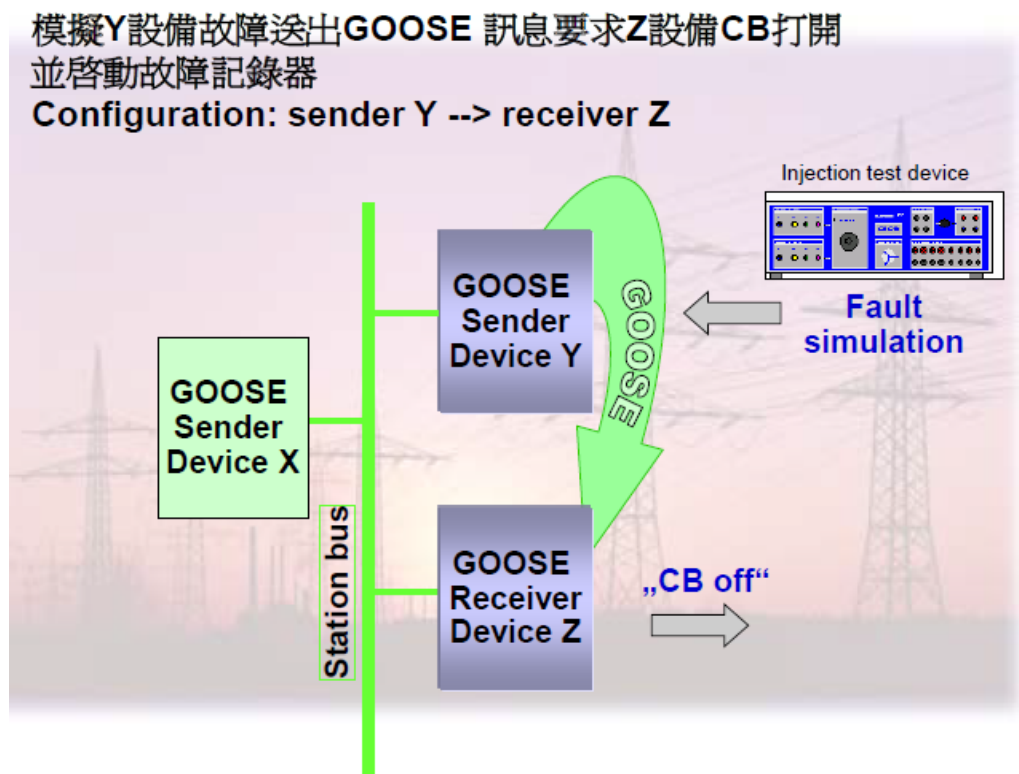 模擬Y設備故障送出GOOSE 訊息要求Z設備CB打開
並啓動故障記錄器
Configuration: sender Y --> receiver Z
Injection test device
GOOSE
Sender
Device Y
GOOSE
Fault
simulation
GOOSE
Sender
Device X
Station bus
GOOSE
Receiver
Device Z
„CB off“